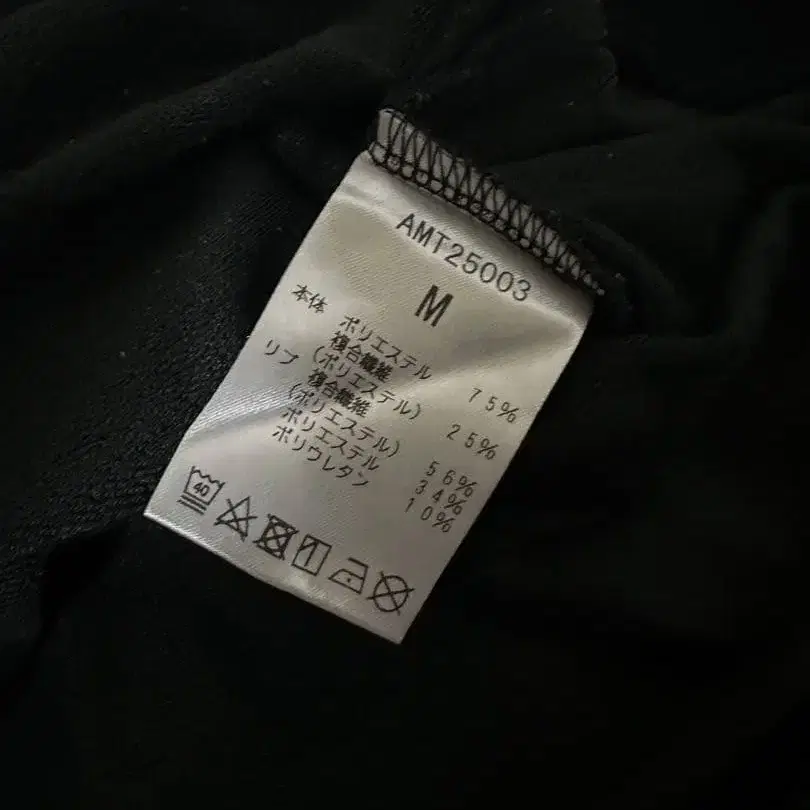 AMT25003
M
本体 ポリエステル 75%
複合繊維
(ポリエステル) 25%
リブ 複合繊維
(ポリエステル) 56%
ポリエステル 34%
ポリウレタン 10%
40